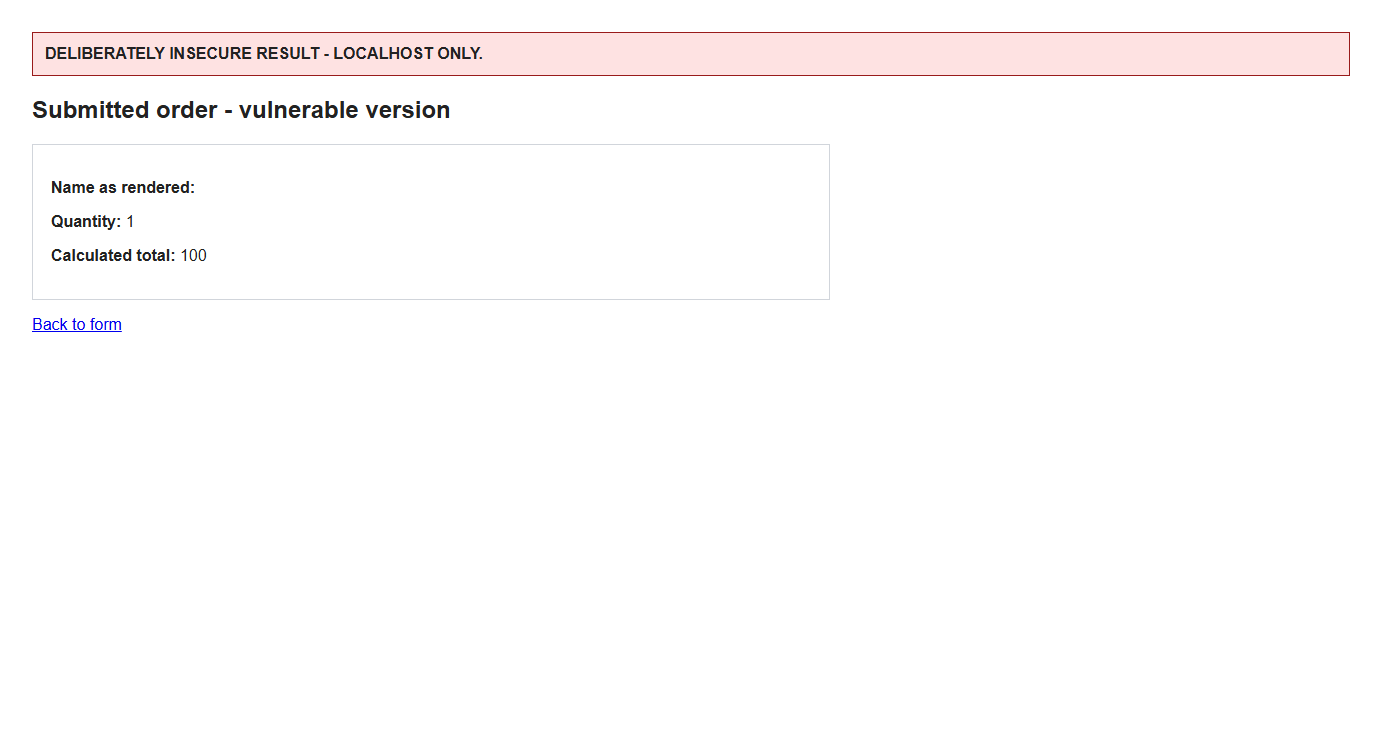 DELIBERATELY INSECURE RESULT - LOCALHOST ONLY.
Submitted order - vulnerable version
Name as rendered:
Quantity: 1
Calculated total: 100
Back to form